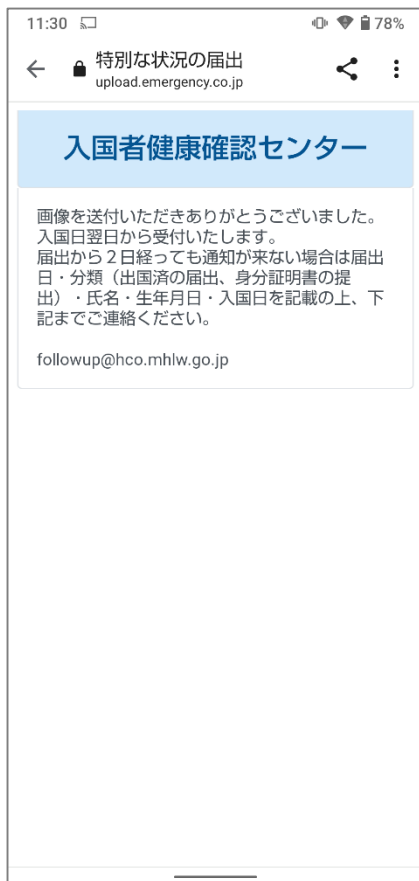 11:30 78%
特別な状況の届出
upload.emergency.co.jp
入国者健康確認センター
画像を送付いただきありがとうございました。
入国日翌日から受付いたします。
届出から２日経っても通知が来ない場合は届出
日・分類（出国済の届出、身分証明書の提
出）・氏名・生年月日・入国日を記載の上、下
記までご連絡ください。
followup@hco.mhlw.go.jp